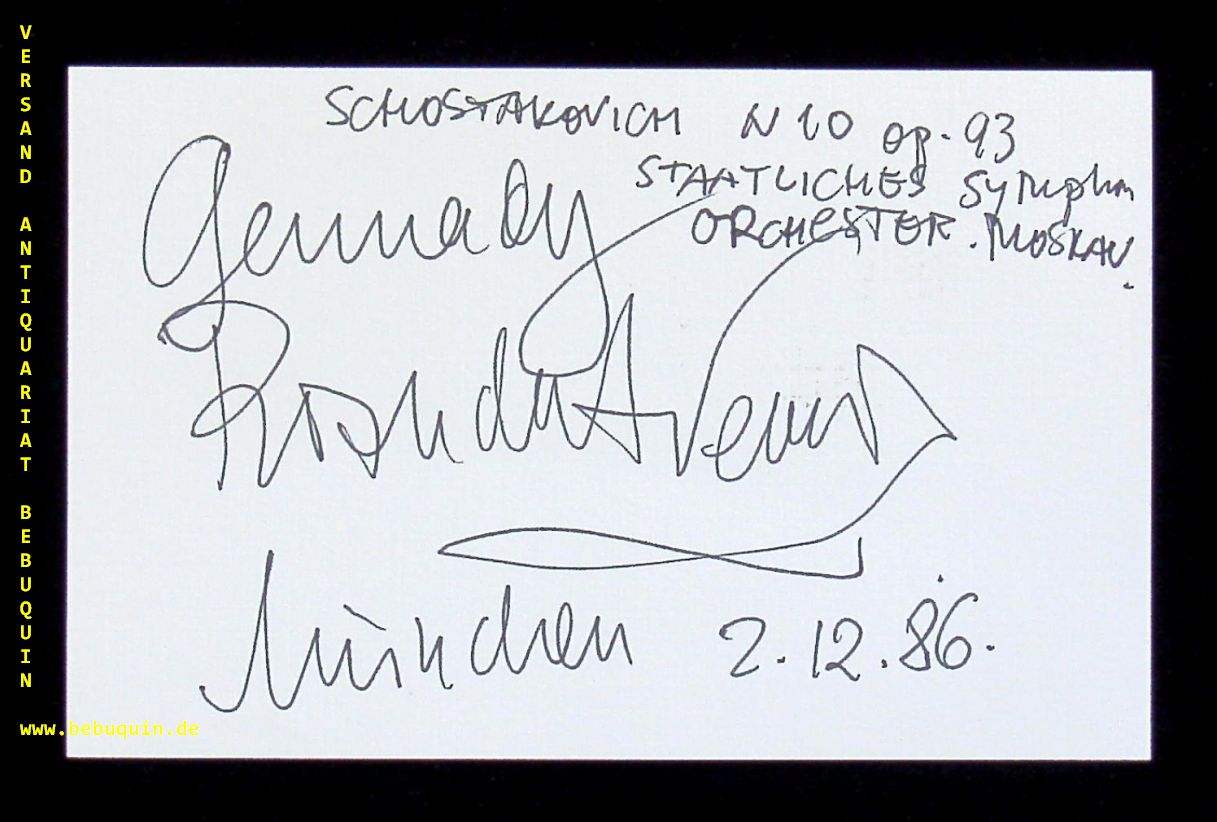 VERSAND ANTIQUARIAT BEBUQUIN
SCHOSTAKOVICH N 10 op. 93
STAATLICHES Symphon
ORCHESTER. MOSKAU.
Gennady
Roshdestvensky
München 2.12.86.
www.bebuquin.de